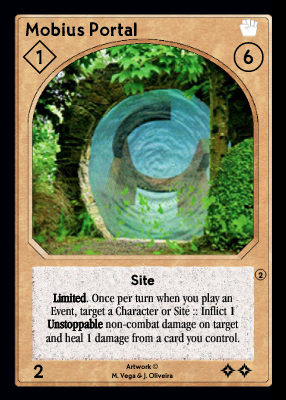 Mobius Portal
1
6
Site
2
Limited. Once per turn when you play an
Event, target a Character or Site :: Inflict 1
Unstoppable non-combat damage on target
and heal 1 damage from a card you control.
2
Artwork ©
M. Vega & J. Oliveira